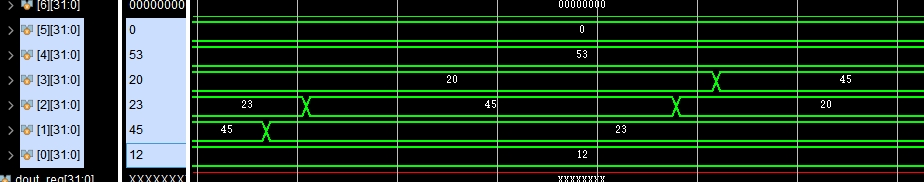 [6][31:0] 00000000 00000000
[5][31:0] 0 0
[4][31:0] 53 53
[3][31:0] 20 20 45
[2][31:0] 23 23 45 20
[1][31:0] 45 45 23
[0][31:0] 12 12
dout_reg[31:0] XXXXXXXX XXXXXXXX